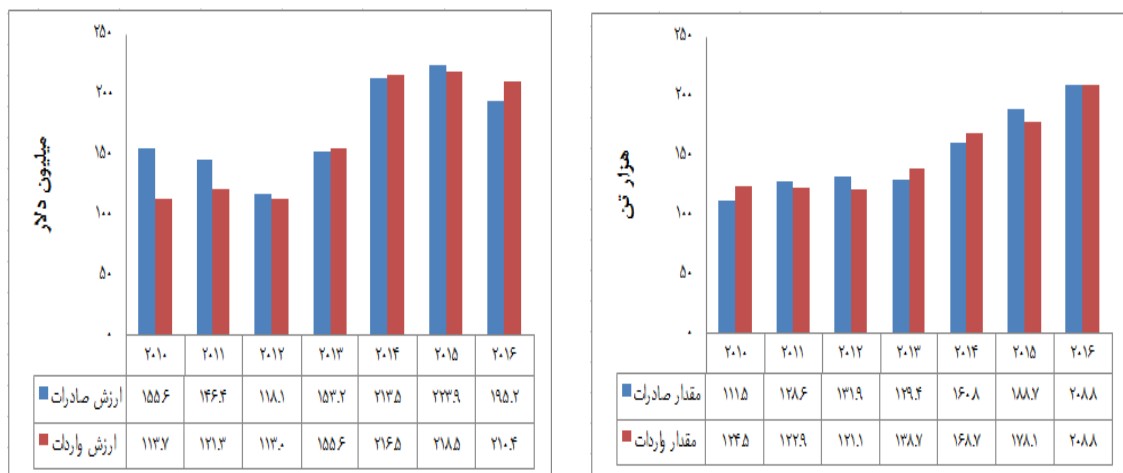 ۲۵۰
۲۰۰
۱۵۰
۱۰۰
۵۰
۰
میلیون دلار
۲۰۱۰ ۲۰۱۱ ۲۰۱۲ ۲۰۱۳ ۲۰۱۴ ۲۰۱۵ ۲۰۱۶
ارزش صادرات ۱۵۵.۶ ۱۴۶.۴ ۱۱۸.۱ ۱۵۳.۲ ۲۱۳.۵ ۲۲۳.۹ ۱۹۵.۲
ارزش واردات ۱۱۳.۷ ۱۲۱.۳ ۱۱۳.۰ ۱۵۵.۶ ۲۱۶.۵ ۲۱۸.۵ ۲۱۰.۴
۲۵۰
۲۰۰
۱۵۰
۱۰۰
۵۰
۰
هزار تن
۲۰۱۰ ۲۰۱۱ ۲۰۱۲ ۲۰۱۳ ۲۰۱۴ ۲۰۱۵ ۲۰۱۶
مقدار صادرات ۱۱۱.۵ ۱۲۸.۶ ۱۳۱.۹ ۱۲۹.۴ ۱۶۰.۸ ۱۸۸.۷ ۲۰۸.۸
مقدار واردات ۱۲۴.۵ ۱۲۲.۹ ۱۲۱.۱ ۱۳۸.۷ ۱۶۸.۷ ۱۷۸.۱ ۲۰۸.۸